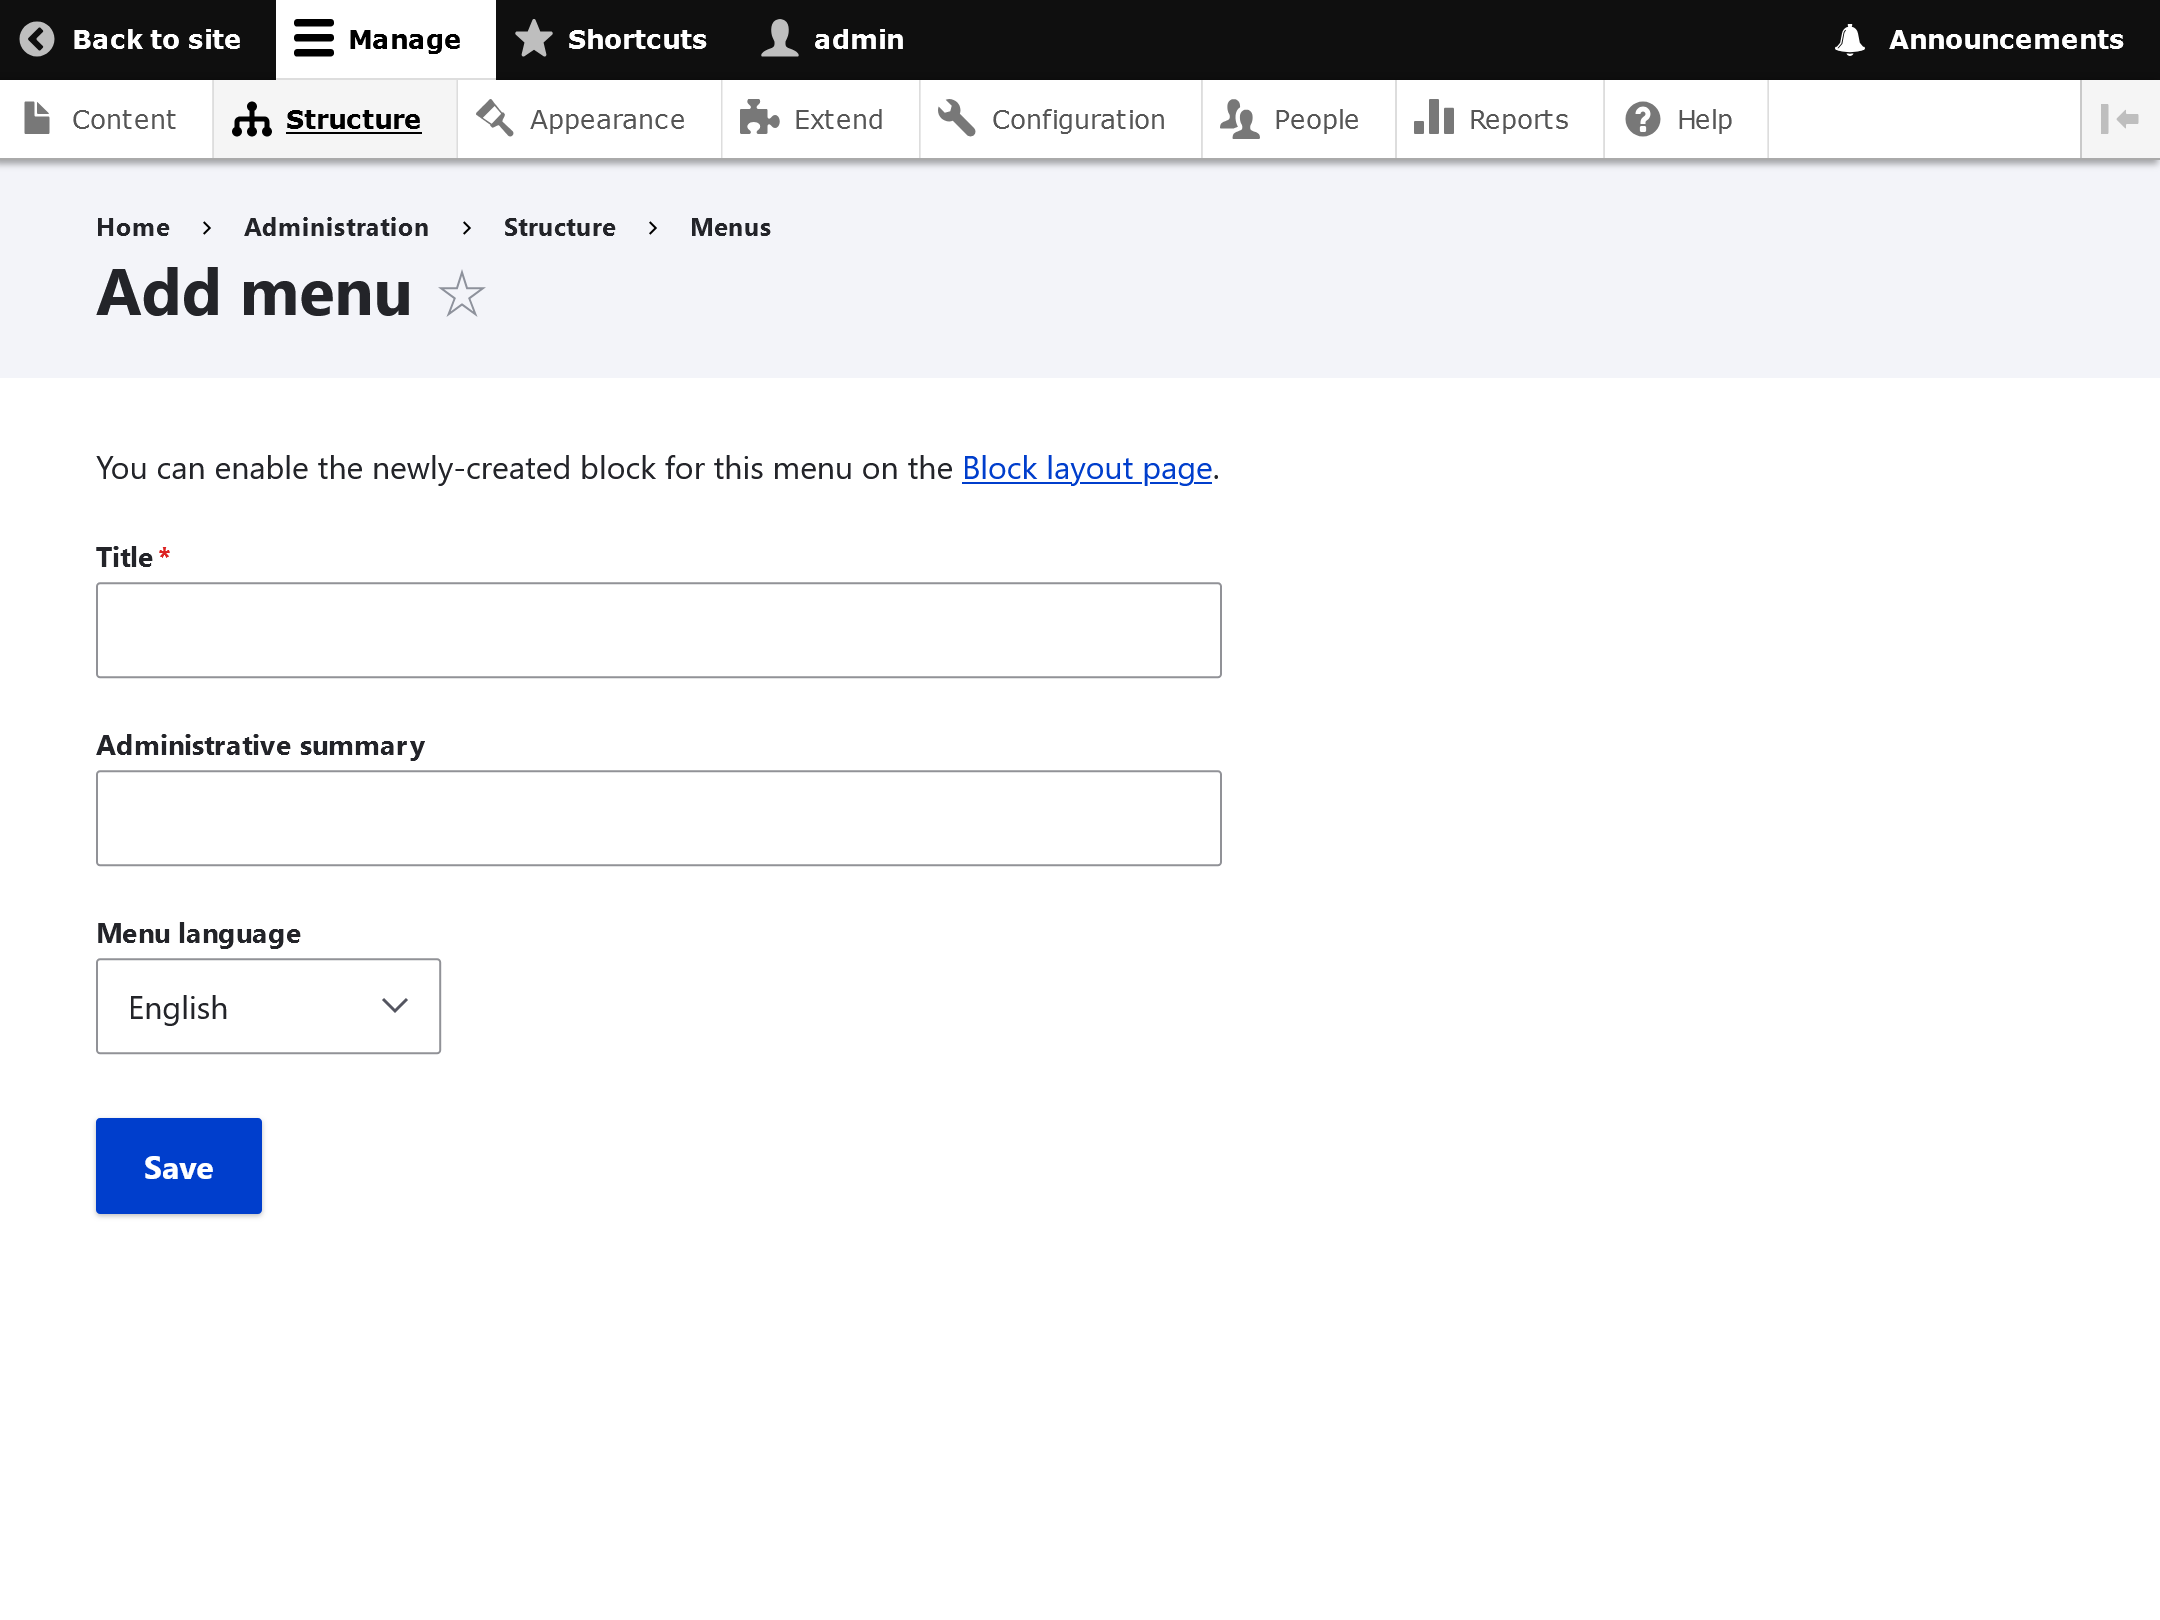 Back to site Manage Shortcuts admin Announcements
Content Structure Appearance Extend Configuration People Reports Help
Home › Administration › Structure › Menus
Add menu
You can enable the newly-created block for this menu on the Block layout page.
Title *
Administrative summary
Menu language
English
Save